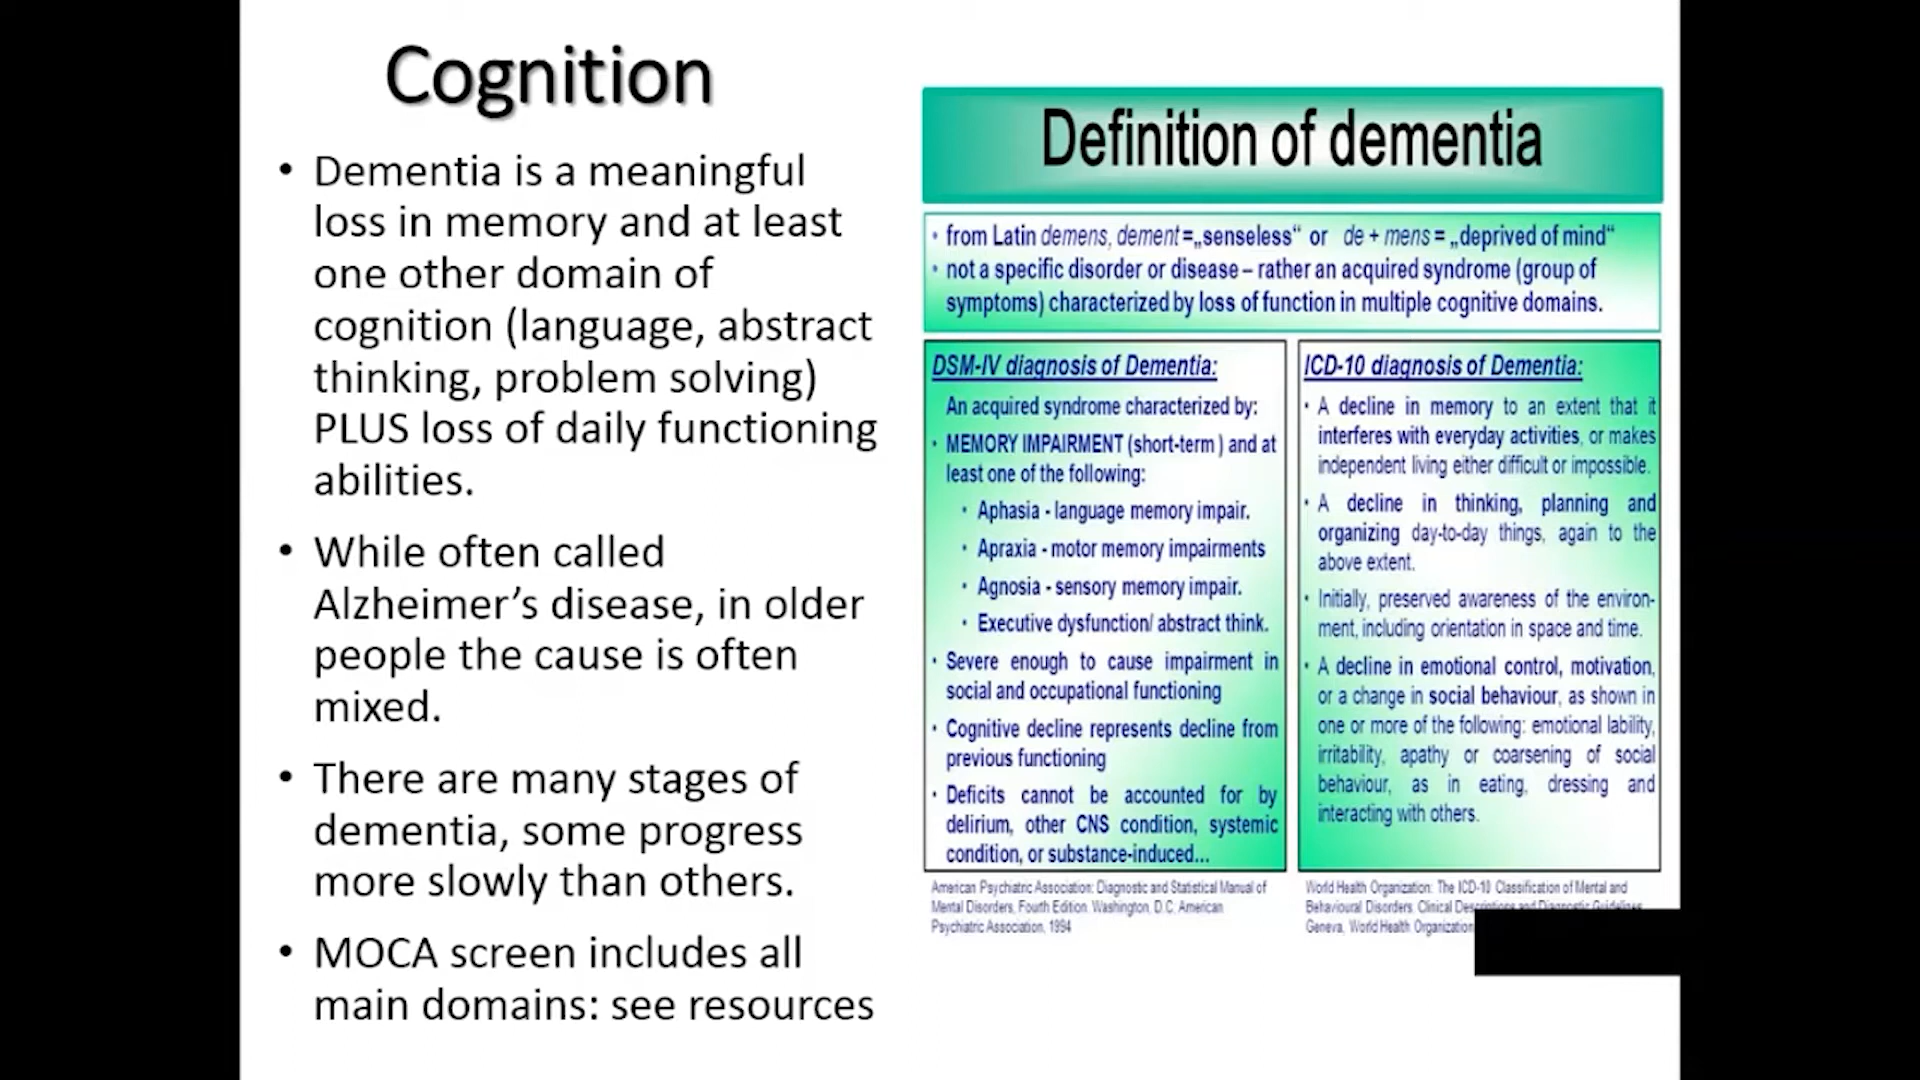 Cognition
• Dementia is a meaningful
loss in memory and at least
one other domain of
cognition (language, abstract
thinking, problem solving)
PLUS loss of daily functioning
abilities.
• While often called
Alzheimer’s disease, in older
people the cause is often
mixed.
• There are many stages of
dementia, some progress
more slowly than others.
• MOCA screen includes all
main domains: see resources
Definition of dementia
• from Latin demens, dement =„senseless“ or de + mens = „deprived of mind“
• not a specific disorder or disease – rather an acquired syndrome (group of
symptoms) characterized by loss of function in multiple cognitive domains.
DSM-IV diagnosis of Dementia:
An acquired syndrome characterized by:
• MEMORY IMPAIRMENT (short-term ) and at
least one of the following:
• Aphasia - language memory impair.
• Apraxia - motor memory impairments
• Agnosia - sensory memory impair.
• Executive dysfunction/ abstract think.
• Severe enough to cause impairment in
social and occupational functioning
• Cognitive decline represents decline from
previous functioning
• Deficits cannot be accounted for by
delirium, other CNS condition, systemic
condition, or substance-induced...
American Psychiatric Association: Diagnostic and Statistical Manual of
Mental Disorders, Fourth Edition. Washington, D.C. American
Psychiatric Association, 1994
ICD-10 diagnosis of Dementia:
• A decline in memory to an extent that it
interferes with everyday activities, or makes
independent living either difficult or impossible.
• A decline in thinking, planning and
organizing day-to-day things, again to the
above extent.
• Initially, preserved awareness of the environ-
ment, including orientation in space and time.
• A decline in emotional control, motivation,
or a change in social behaviour, as shown in
one or more of the following: emotional lability,
irritability, apathy or coarsening of social
behaviour, as in eating, dressing and
interacting with others.
World Health Organization: The ICD-10 Classification of Mental and
Behavioural Disorders. Clinical Descriptions and Diagnostic Guidelines.
Geneva, World Health Organization